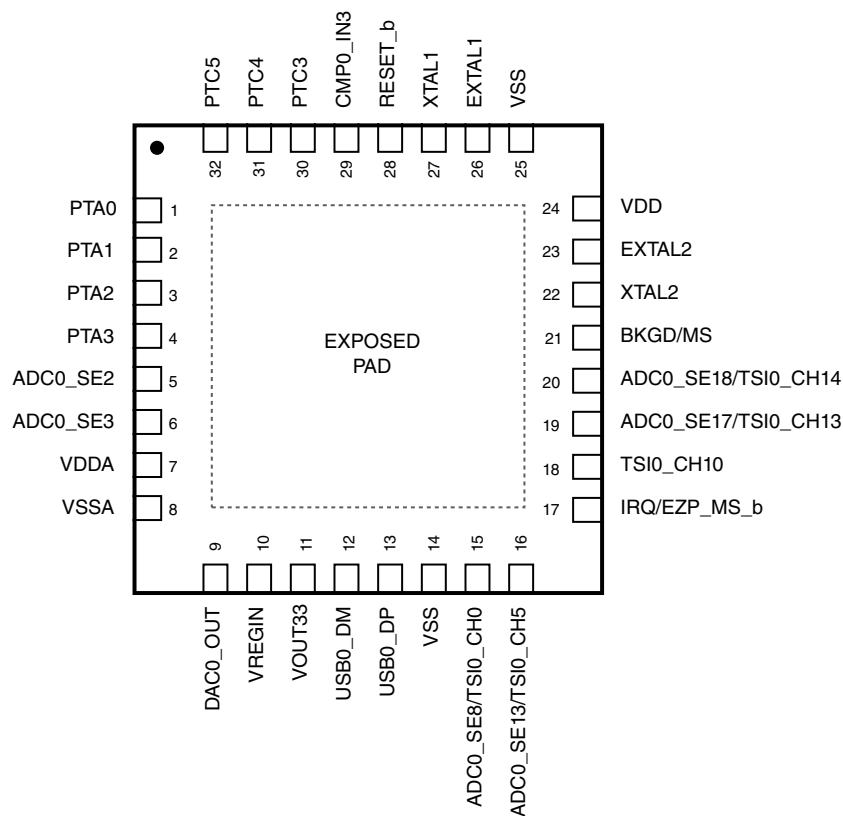 PTC5
PTC4
PTC3
CMP0_IN3
RESET_b
XTAL1
EXTAL1
VSS
32
31
30
29
28
27
26
25
PTA0 1
PTA1 2
PTA2 3
PTA3 4
ADC0_SE2 5
ADC0_SE3 6
VDDA 7
VSSA 8
EXPOSED
PAD
24 VDD
23 EXTAL2
22 XTAL2
21 BKGD/MS
20 ADC0_SE18/TSI0_CH14
19 ADC0_SE17/TSI0_CH13
18 TSI0_CH10
17 IRQ/EZP_MS_b
9
10
11
12
13
14
15
16
DAC0_OUT
VREGIN
VOUT33
USB0_DM
USB0_DP
VSS
ADC0_SE8/TSI0_CH0
ADC0_SE13/TSI0_CH5